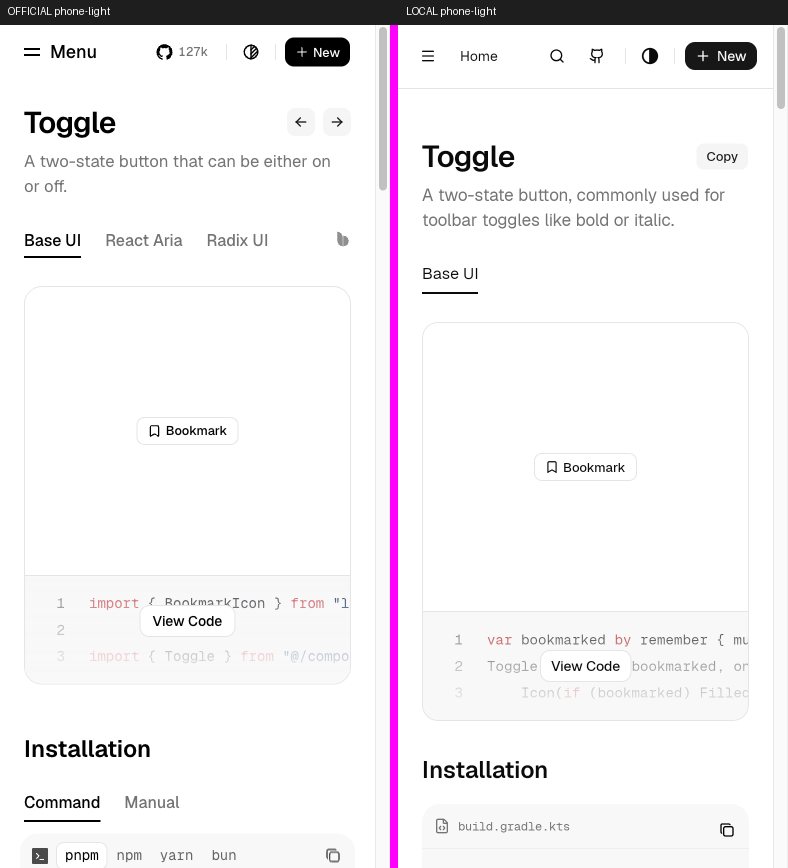 OFFICIAL phone-light
Menu
127k
New
Toggle
A two-state button that can be either on
or off.
Base UI
React Aria
Radix UI
Bookmark
1 import { BookmarkIcon } from "l
2
View Code
3 import { Toggle } from "@/compo
Installation
Command
Manual
pnpm
npm
yarn
bun
LOCAL phone-light
Home
New
Toggle
Copy
A two-state button, commonly used for
toolbar toggles like bold or italic.
Base UI
Bookmark
1 var bookmarked by remember { mu
2 Toggle bookmarked, on
View Code
3 Icon(if (bookmarked) Filled
Installation
build.gradle.kts